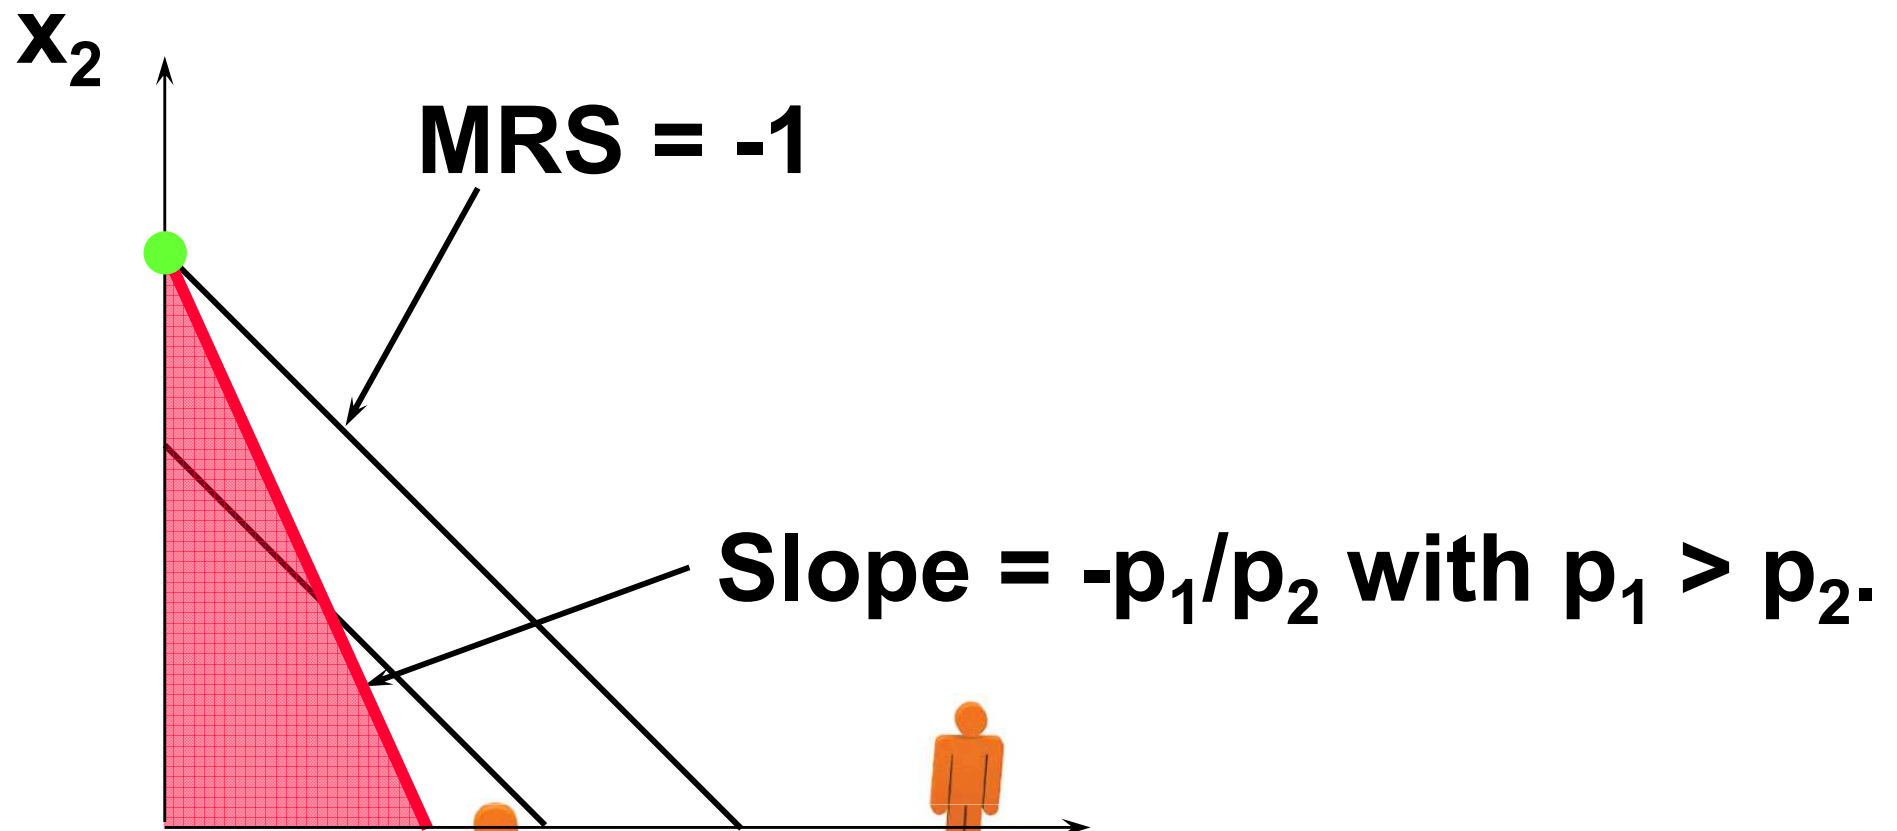 x₂
MRS = -1
Slope = -p₁/p₂ with p₁ > p₂.